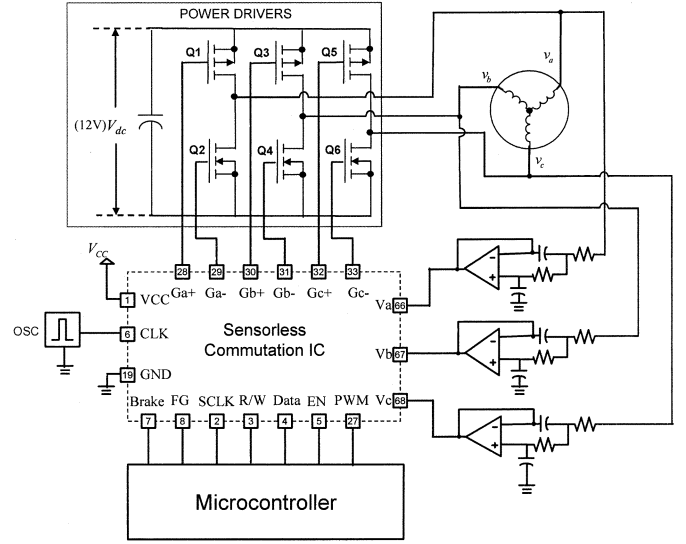 POWER DRIVERS
Q1 Q3 Q5
(12V)Vdc
Q2 Q4 Q6
va
vb
vc
VCC
28 29 30 31 32 33
Ga+ Ga- Gb+ Gb- Gc+ Gc-
1 VCC
Va 66
OSC
6 CLK
Sensorless
Commutation IC
Vb 67
19 GND
Brake FG SCLK R/W Data EN PWM Vc 68
7 8 2 3 4 5 27
Microcontroller
- +
- +
- +